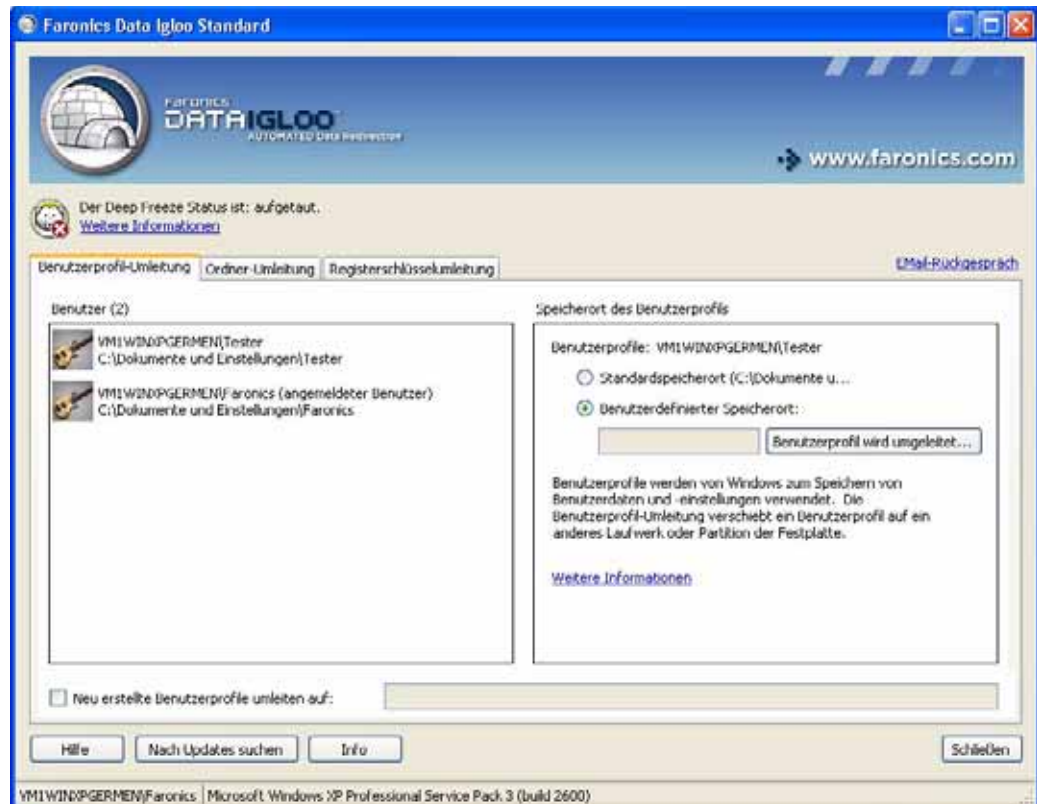 Faronics Data Igloo Standard
FARONICS
DATAIGLOO
AUTOMATED Data Redirection
www.faronics.com
Der Deep Freeze Status ist: aufgetaut.
Weitere Informationen
Benutzerprofil-Umleitung
Ordner-Umleitung
Registerschlüsselumleitung
EMail-Rückgespräch
Benutzer (2)
VM1WINXPGERMEN\Tester
C:\Dokumente und Einstellungen\Tester
VM1WINXPGERMEN\Faronics (angemeldeter Benutzer)
C:\Dokumente und Einstellungen\Faronics
Speicherort des Benutzerprofils
Benutzerprofile: VM1WINXPGERMEN\Tester
Standardspeicherort (C:\Dokumente u...
Benutzerdefinierter Speicherort:
Benutzerprofil wird umgeleitet...
Benutzerprofile werden von Windows zum Speichern von
Benutzerdaten und -einstellungen verwendet. Die
Benutzerprofil-Umleitung verschiebt ein Benutzerprofil auf ein
anderes Laufwerk oder Partition der Festplatte.
Weitere Informationen
Neu erstellte Benutzerprofile umleiten auf:
Hilfe
Nach Updates suchen
Info
Schließen
VM1WINXPGERMEN\Faronics
Microsoft Windows XP Professional Service Pack 3 (build 2600)